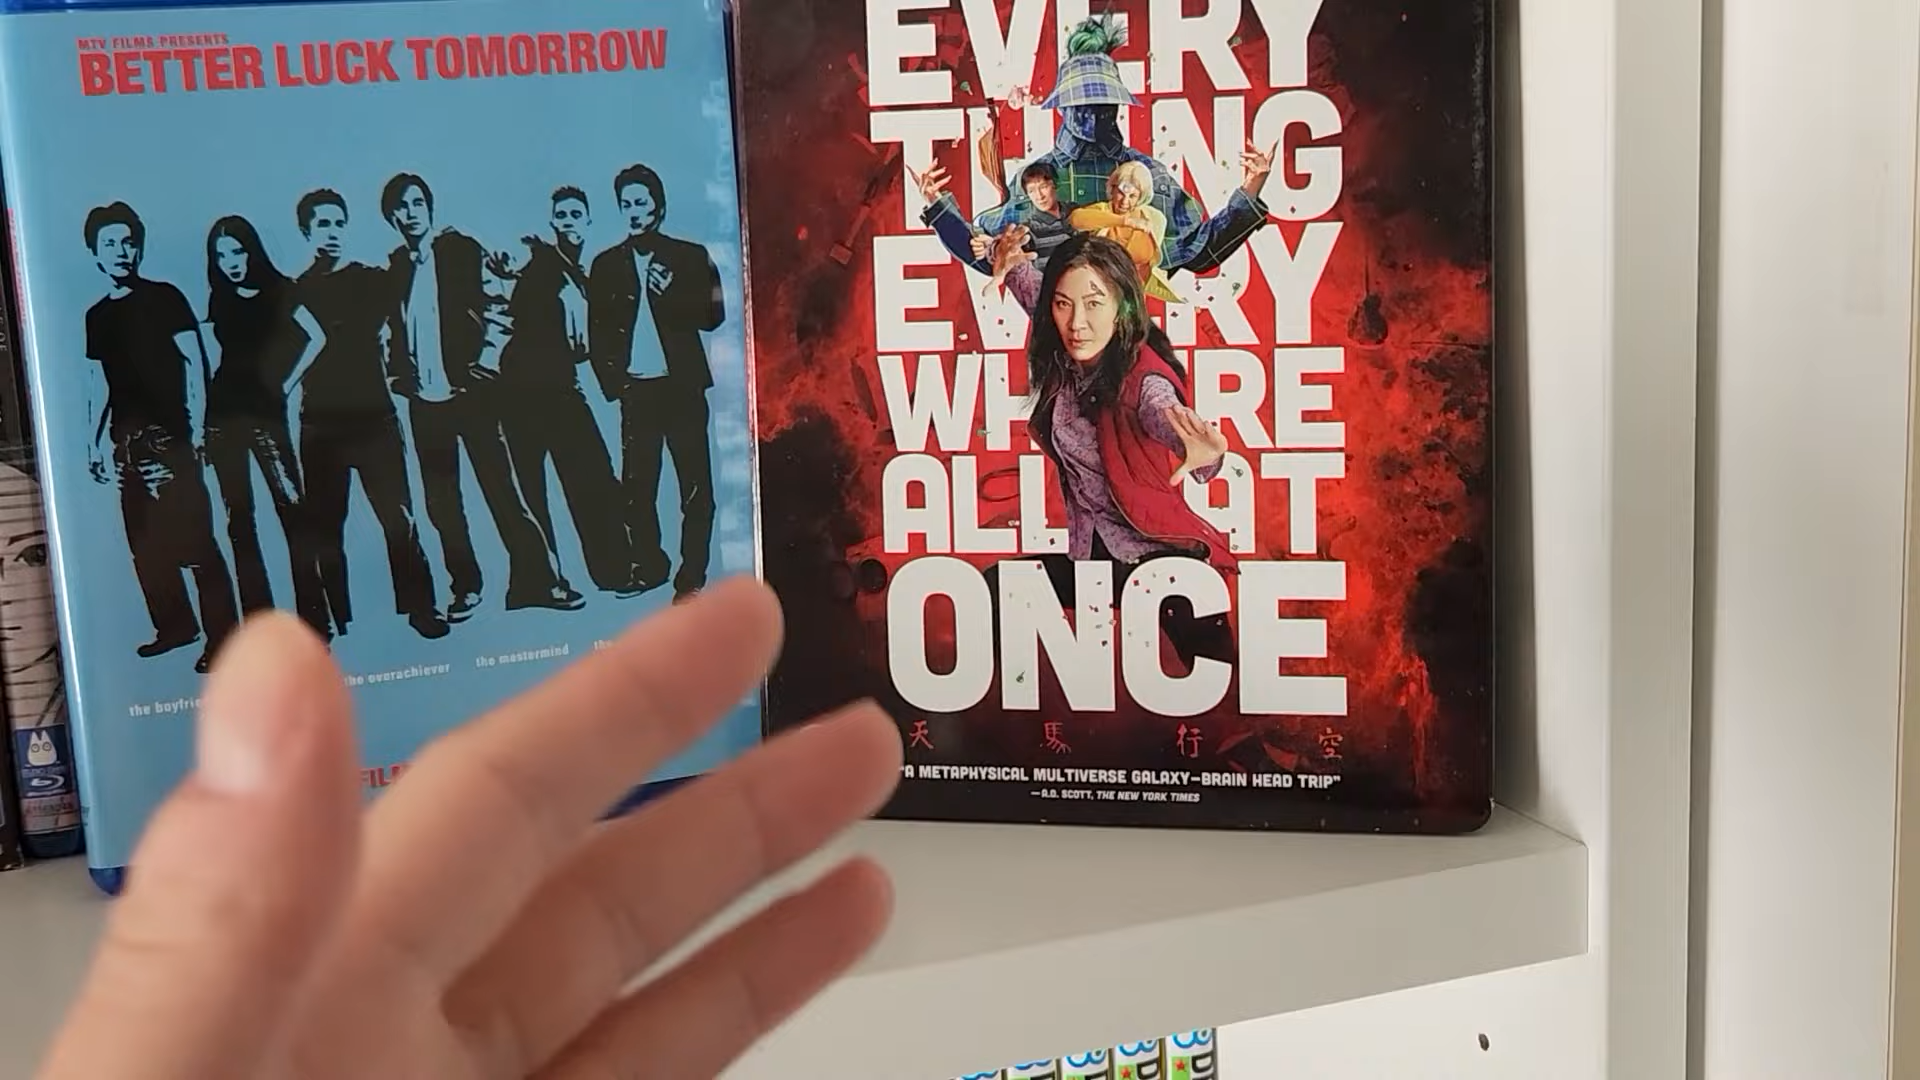 MTV FILMS PRESENTS
BETTER LUCK TOMORROW
the overachiever
the mastermind
the
EVERY
THING
EVERY
WHERE
ALL AT
ONCE
天 馬 行 空
"A METAPHYSICAL MULTIVERSE GALAXY-BRAIN HEAD TRIP"
—A.O. SCOTT, THE NEW YORK TIMES